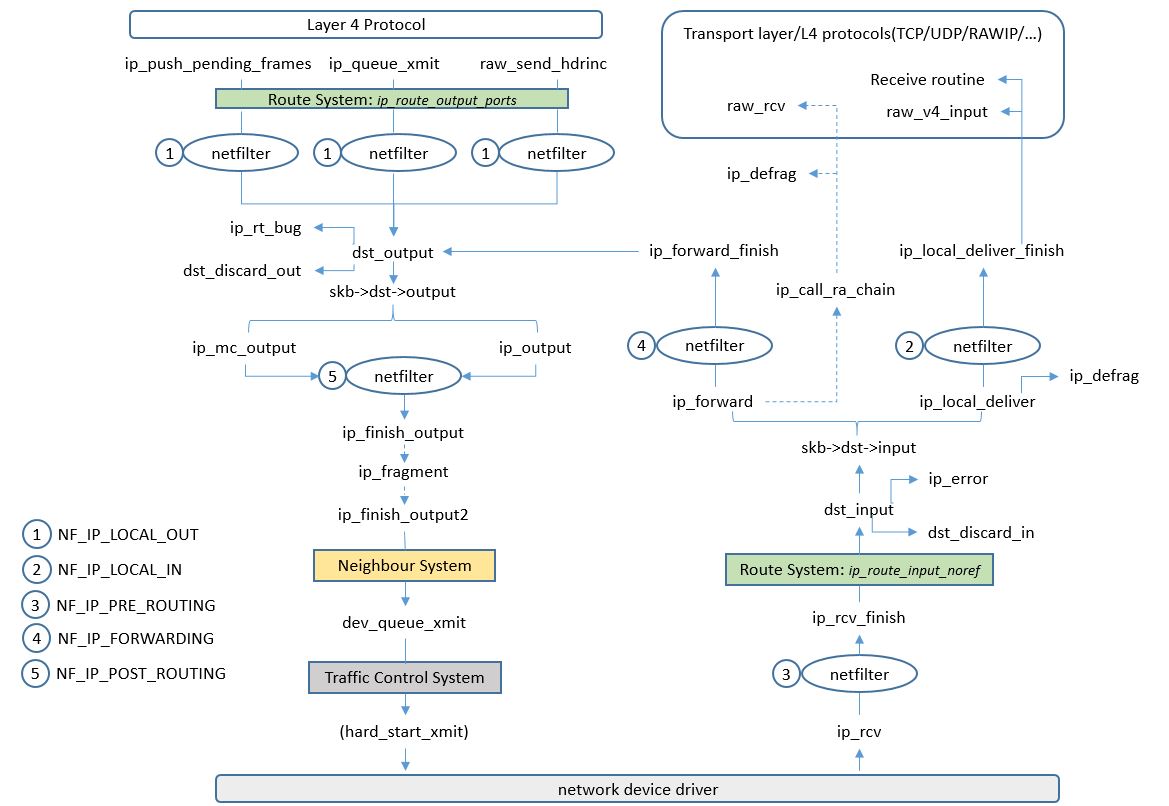 Layer 4 Protocol
ip_push_pending_frames
ip_queue_xmit
raw_send_hdrinc
Route System: ip_route_output_ports
1
netfilter
1
netfilter
1
netfilter
ip_rt_bug
dst_output
dst_discard_out
skb->dst->output
ip_mc_output
ip_output
5
netfilter
ip_finish_output
ip_fragment
ip_finish_output2
Neighbour System
dev_queue_xmit
Traffic Control System
(hard_start_xmit)
Transport layer/L4 protocols(TCP/UDP/RAWIP/...)
Receive routine
raw_rcv
raw_v4_input
ip_defrag
ip_forward_finish
ip_local_deliver_finish
ip_call_ra_chain
4
netfilter
2
netfilter
ip_defrag
ip_forward
ip_local_deliver
skb->dst->input
ip_error
dst_input
dst_discard_in
Route System: ip_route_input_noref
ip_rcv_finish
3
netfilter
ip_rcv
1 NF_IP_LOCAL_OUT
2 NF_IP_LOCAL_IN
3 NF_IP_PRE_ROUTING
4 NF_IP_FORWARDING
5 NF_IP_POST_ROUTING
network device driver